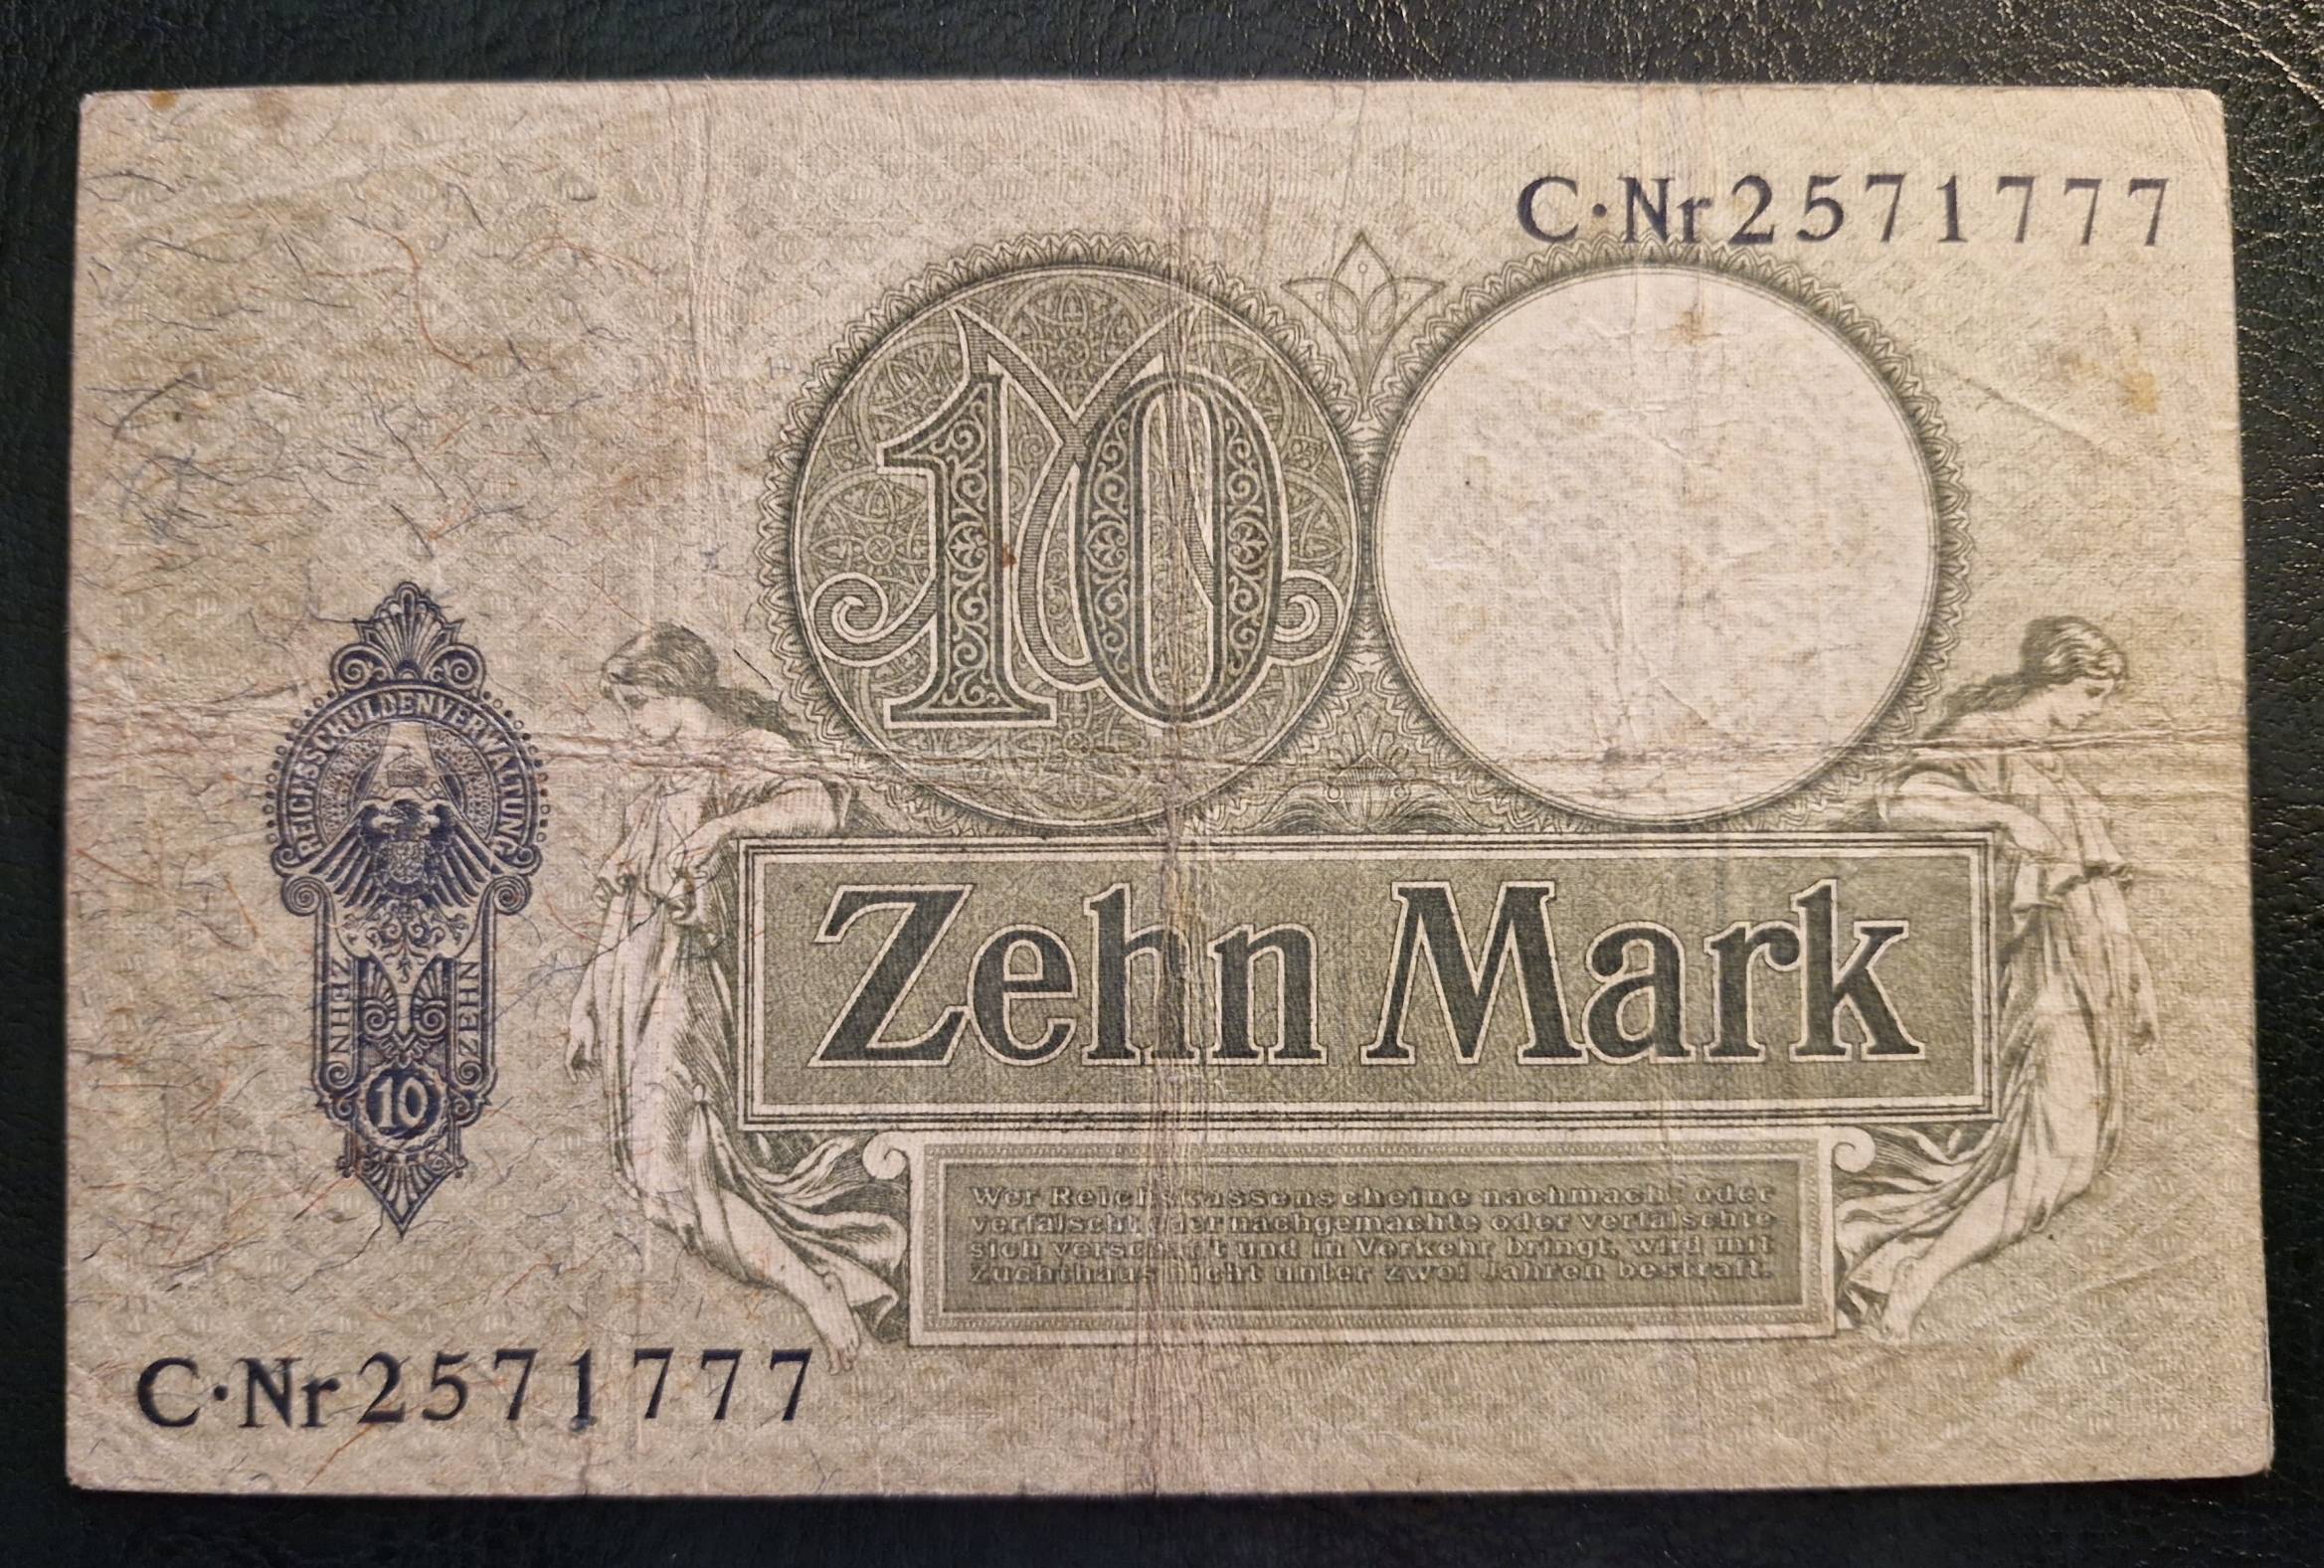 C·Nr 2571777
10
M
REICHSSCHULDENVERWALTUNG
ZEHN
ZEHN
10
Zehn Mark
Wer Reichskassenscheine nachmacht oder
verfälscht oder nachgemachte oder verfälschte
sich verschafft und in Verkehr bringt, wird mit
Zuchthaus nicht unter zwei Jahren bestraft.
C·Nr 2571777